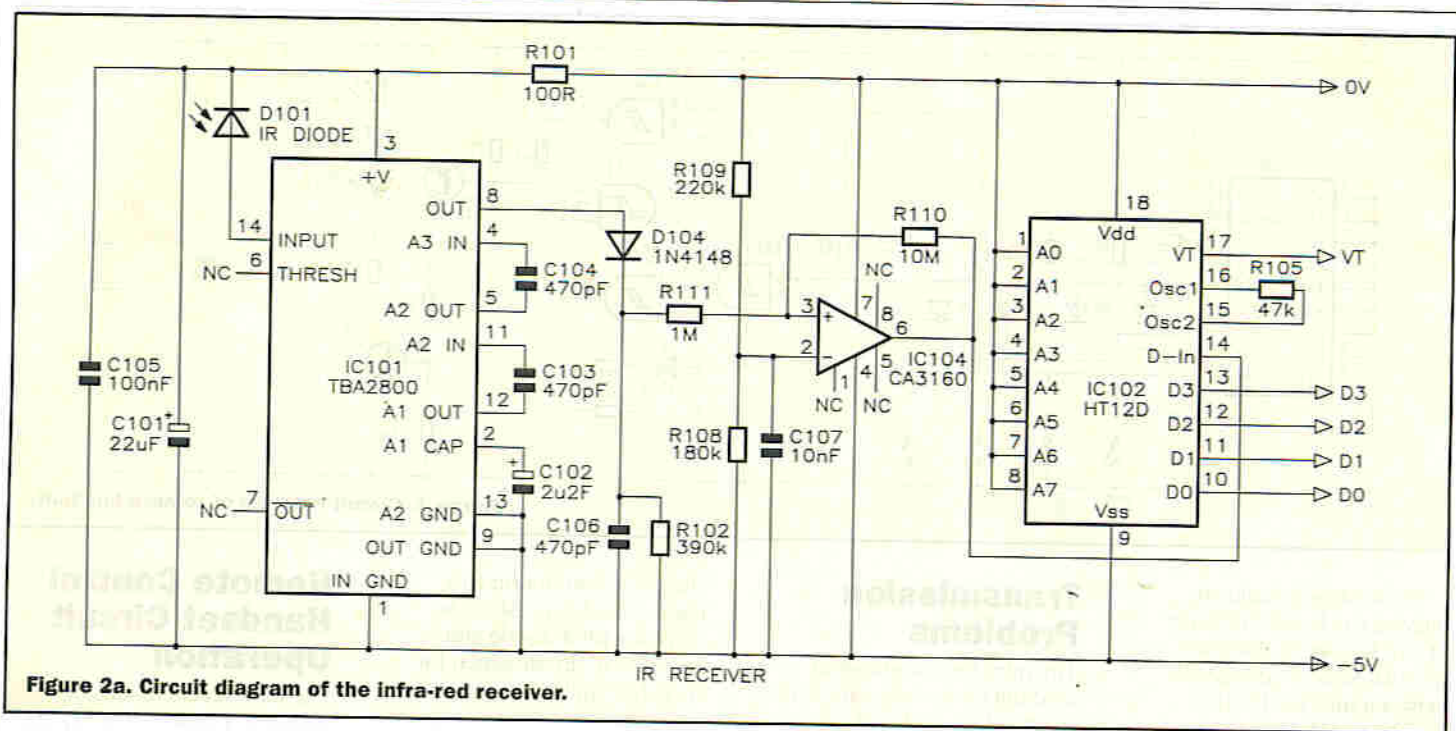 R101
100R
0V
D101
IR DIODE
3
+V
8
OUT
14 INPUT
4
A3 IN
NC 6 THRESH
C104
470pF
5
A2 OUT
11
A2 IN
IC101
TBA2800
C103
470pF
12
A1 OUT
2
A1 CAP
C105
100nF
C101
+
22uF
+
C102
2u2F
NC 7 OUT
13
A2 GND
9
OUT GND
IN GND
1
R109
220k
D104
1N4148
R110
10M
R111
1M
NC
7
8
3 +
6
2 -
IC104
CA3160
5
1
4
NC
NC
R108
180k
C107
10nF
C106
470pF
R102
390k
18
Vdd
1 A0
2 A1
3 A2
4 A3
5 A4
6 A5
7 A6
8 A7
VT 17 VT
Osc1 16
R105
47k
Osc2 15
D-In 14
IC102
HT12D
D3 13 D3
D2 12 D2
D1 11 D1
D0 10 D0
Vss
9
IR RECEIVER
-5V
Figure 2a. Circuit diagram of the infra-red receiver.